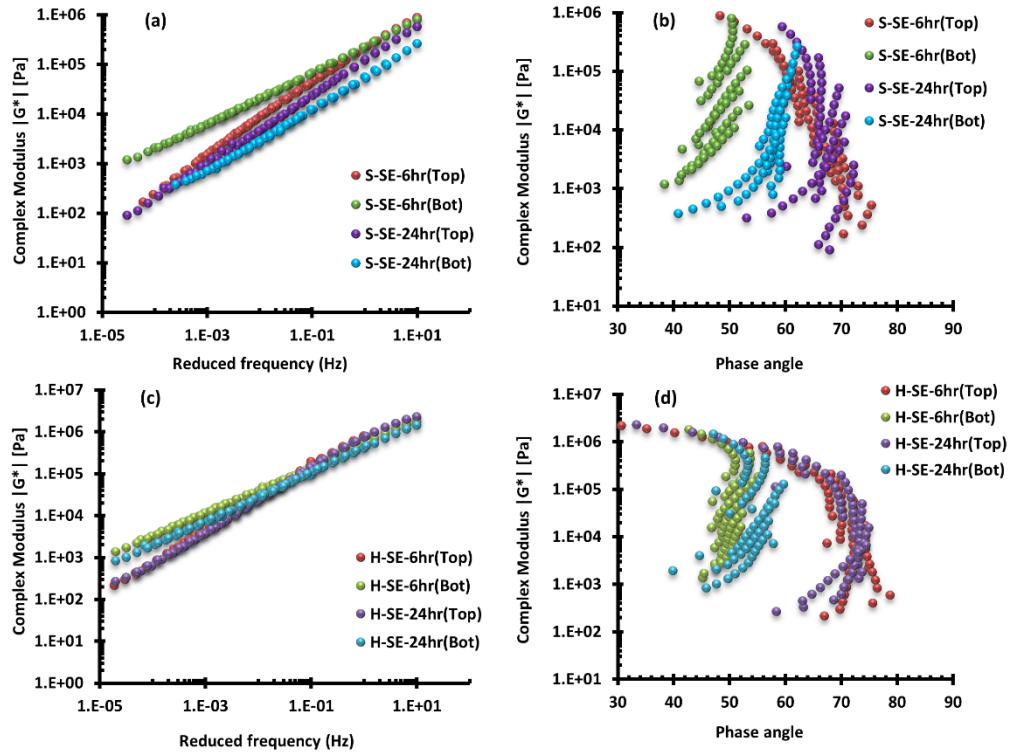 (a)
Complex Modulus |G*| [Pa]
1.E+06
1.E+05
1.E+04
1.E+03
1.E+02
1.E+01
1.E+00
1.E-05
1.E-03
1.E-01
1.E+01
Reduced frequency (Hz)
S-SE-6hr(Top)
S-SE-6hr(Bot)
S-SE-24hr(Top)
S-SE-24hr(Bot)
(b)
Complex Modulus |G*| [Pa]
1.E+06
1.E+05
1.E+04
1.E+03
1.E+02
1.E+01
30 40 50 60 70 80 90
Phase angle
S-SE-6hr(Top)
S-SE-6hr(Bot)
S-SE-24hr(Top)
S-SE-24hr(Bot)
(c)
Complex Modulus |G*| [Pa]
1.E+07
1.E+06
1.E+05
1.E+04
1.E+03
1.E+02
1.E+01
1.E+00
1.E-05
1.E-03
1.E-01
1.E+01
Reduced frequency (Hz)
H-SE-6hr(Top)
H-SE-6hr(Bot)
H-SE-24hr(Top)
H-SE-24hr(Bot)
(d)
Complex Modulus |G*| [Pa]
1.E+07
1.E+06
1.E+05
1.E+04
1.E+03
1.E+02
1.E+01
30 40 50 60 70 80 90
Phase angle
H-SE-6hr(Top)
H-SE-6hr(Bot)
H-SE-24hr(Top)
H-SE-24hr(Bot)